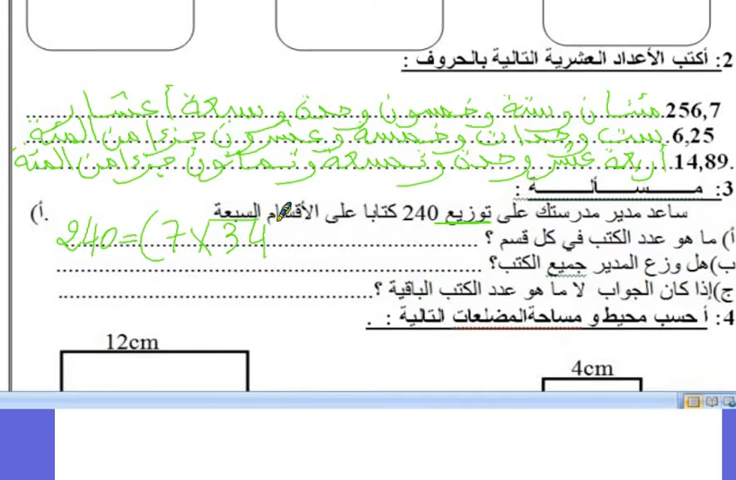 2: أكتب الأعداد العشرية التالية بالحروف :
256,7 مئتان وستة وخمسون وحدة وسبعة أعشار
6,25 ست وحدات وخمسة وعشرون جزءا من المئة
14,89 أربعة عشر وحدة وتسعة وثمانون جزءا من المئة
3: مــــــســــألــــــــة :
ساعد مدير مدرستك على توزيع 240 كتابا على الأقسام السبعة
أ) ما هو عدد الكتب في كل قسم ؟
240=(7×34
أ).
ب)هل وزع المدير جميع الكتب؟
ج)إذا كان الجواب لا ما هو عدد الكتب الباقية ؟
4: أ حسب محيط و مساحة المضلعات التالية : .
12cm
4cm